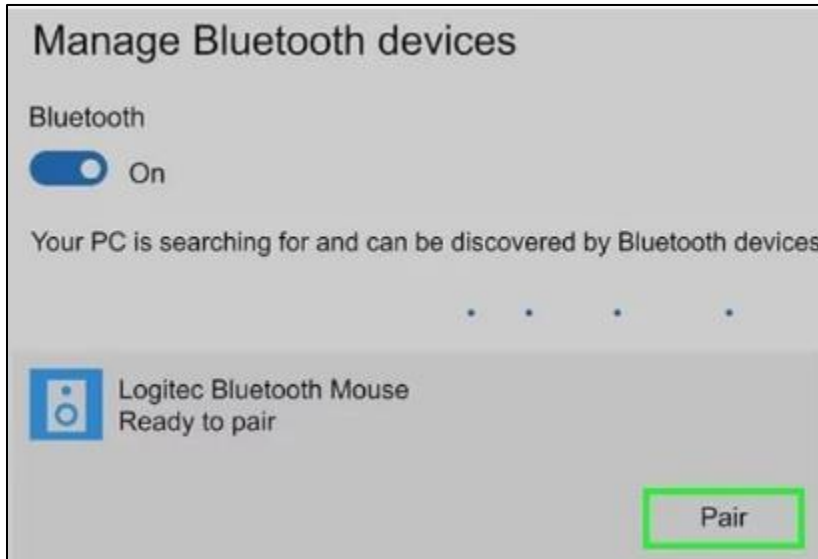 Manage Bluetooth devices
Bluetooth
On
Your PC is searching for and can be discovered by Bluetooth devices
Logitec Bluetooth Mouse
Ready to pair
Pair